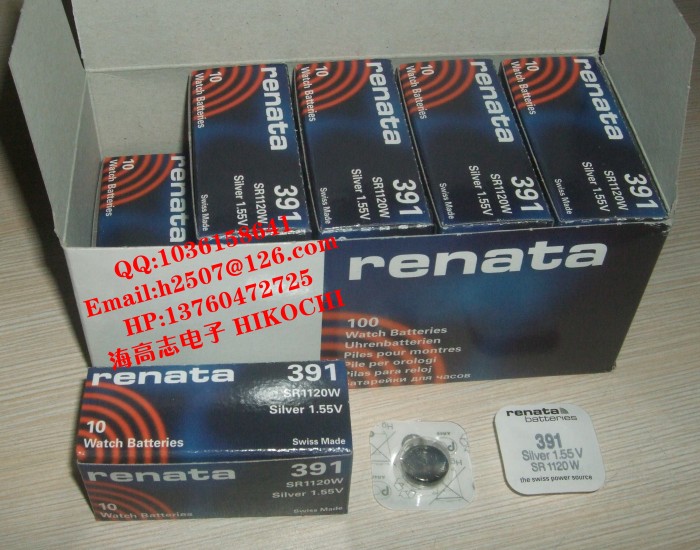 10
Watch Batteries
renata
391
SR1120W
Silver 1.55V
Swiss Made
10
Watch Batteries
renata
391
SR1120W
Silver 1.55V
Swiss Made
10
Watch Batteries
renata
391
SR1120W
Silver 1.55V
Swiss Made
10
Watch Batteries
renata
391
SR1120W
Silver 1.55V
Swiss Made
10
Watch Batteries
renata
QQ:1036158641
Email:h2507@126.com
HP:13760472725
海高志电子 HIKOCHI
renata
100
Watch Batteries
Uhrenbatterien
Piles pour montres
Pile per orologi
Pilas para reloj
Батарейки для часов
renata
391
SR1120W
Silver 1.55V
10
Watch Batteries
Swiss Made
391
SR1120W
Silver 1.55V
10
Watch Batteries
Swiss Made
renata
batteries
391
Silver 1.55 V
SR 1120 W
the swiss power source